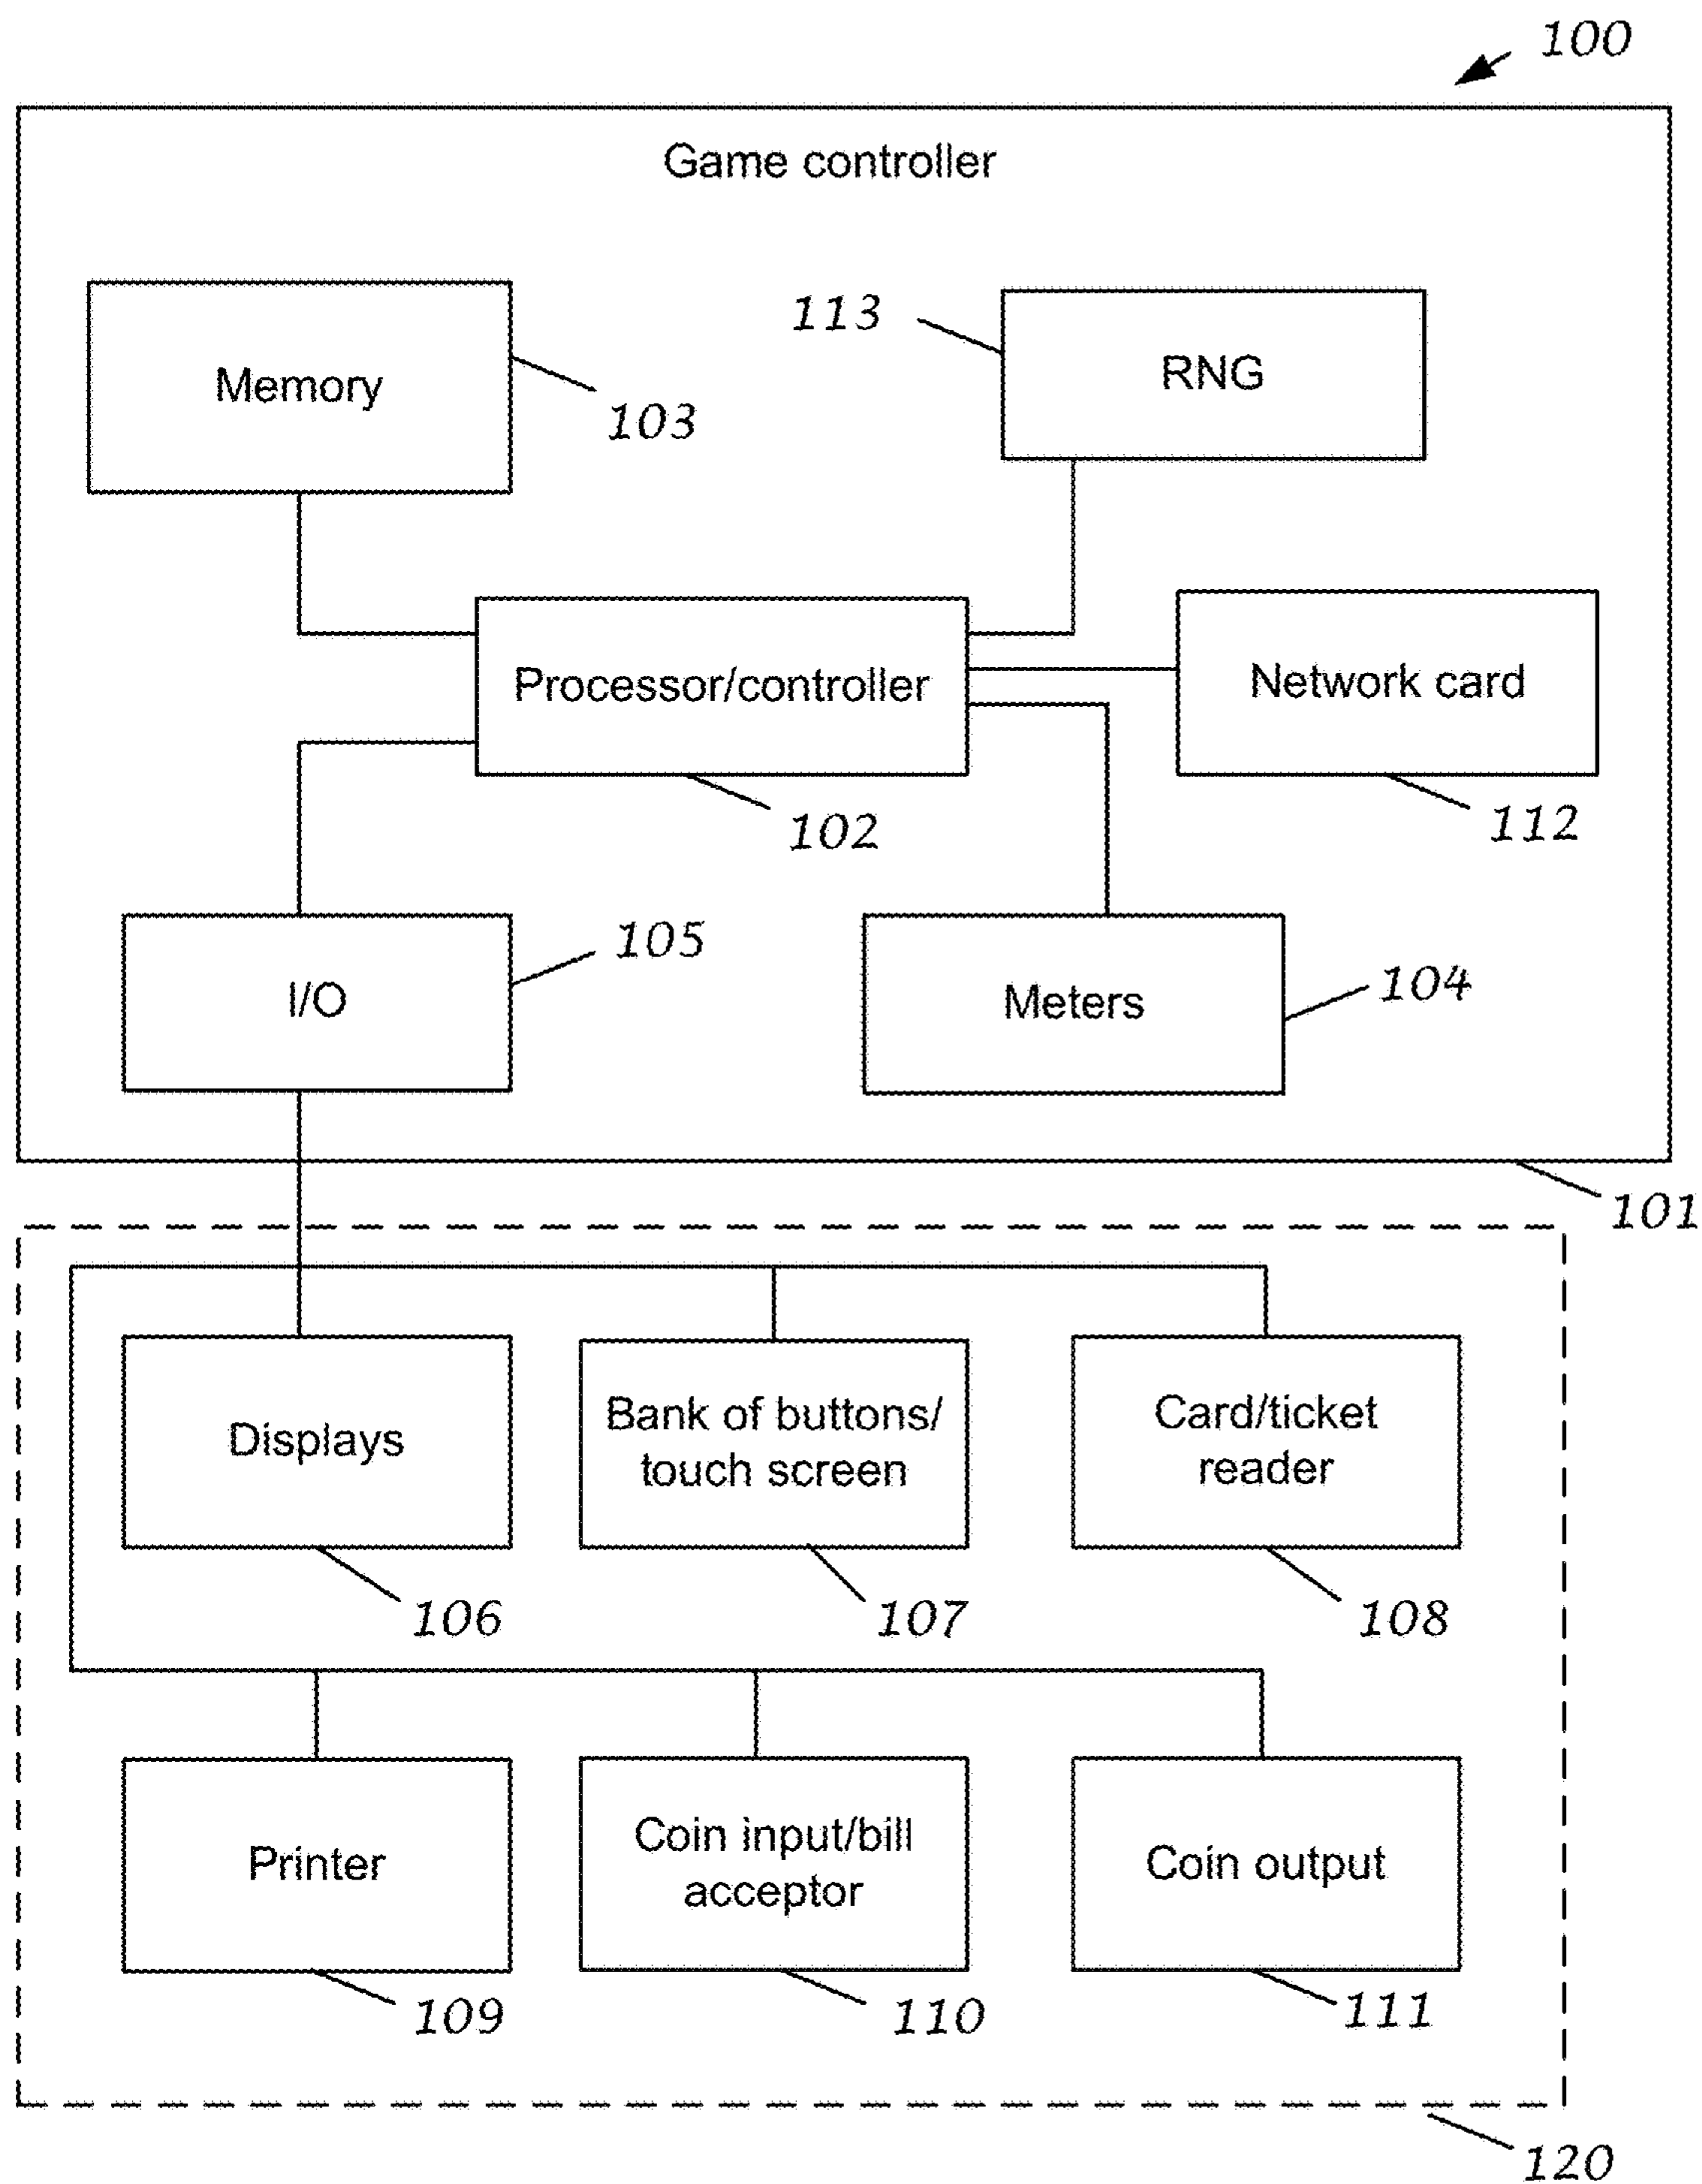 100
Game controller
Memory
103
113
RNG
Processor/controller
102
Network card
112
I/O
105
Meters
104
101
Displays
106
Bank of buttons/
touch screen
107
Card/ticket
reader
108
Printer
109
Coin input/bill
acceptor
110
Coin output
111
120